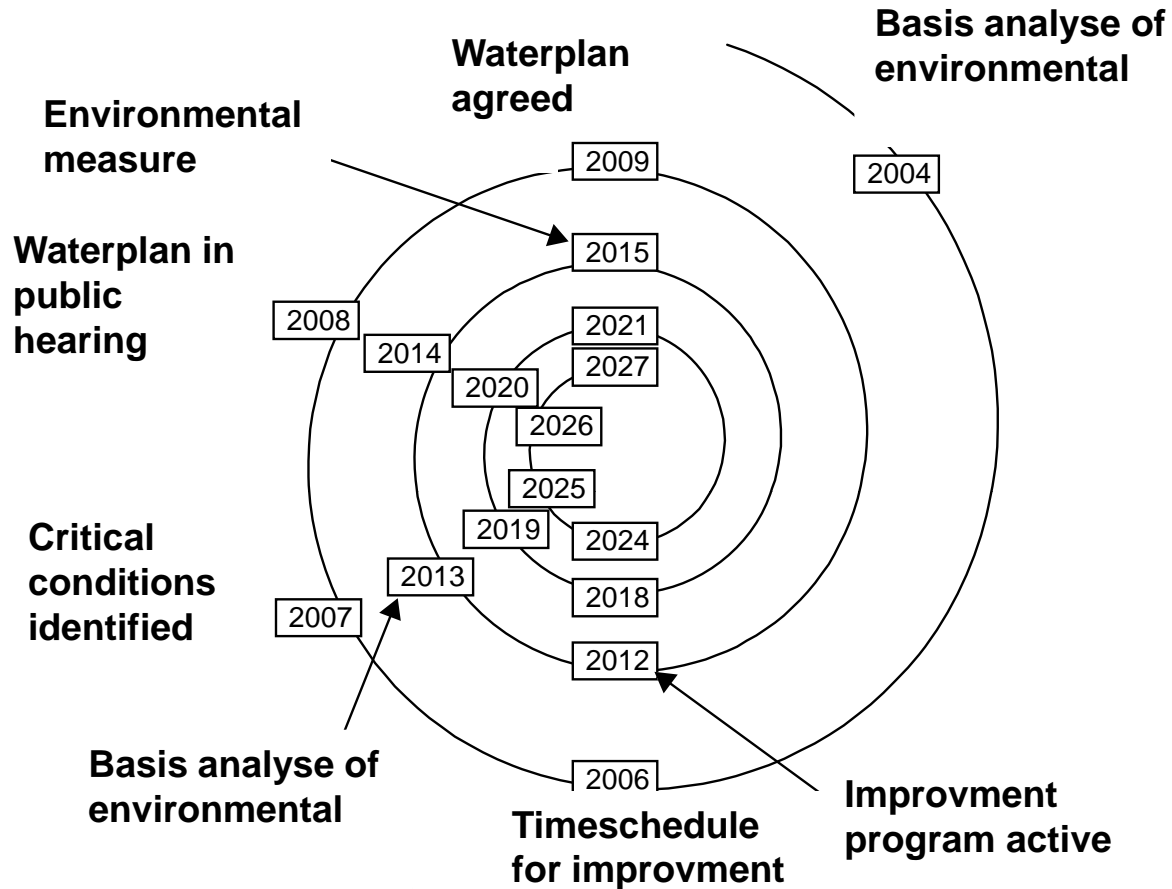 Basis analyse of
environmental
Waterplan
agreed
Environmental
measure
2009
2004
Waterplan in
public
hearing
2015
2008
2014
2021
2020
2027
2026
2025
2019
2024
Critical
conditions
identified
2013
2018
2007
2012
Basis analyse of
environmental
2006
Improvment
program active
Timeschedule
for improvment